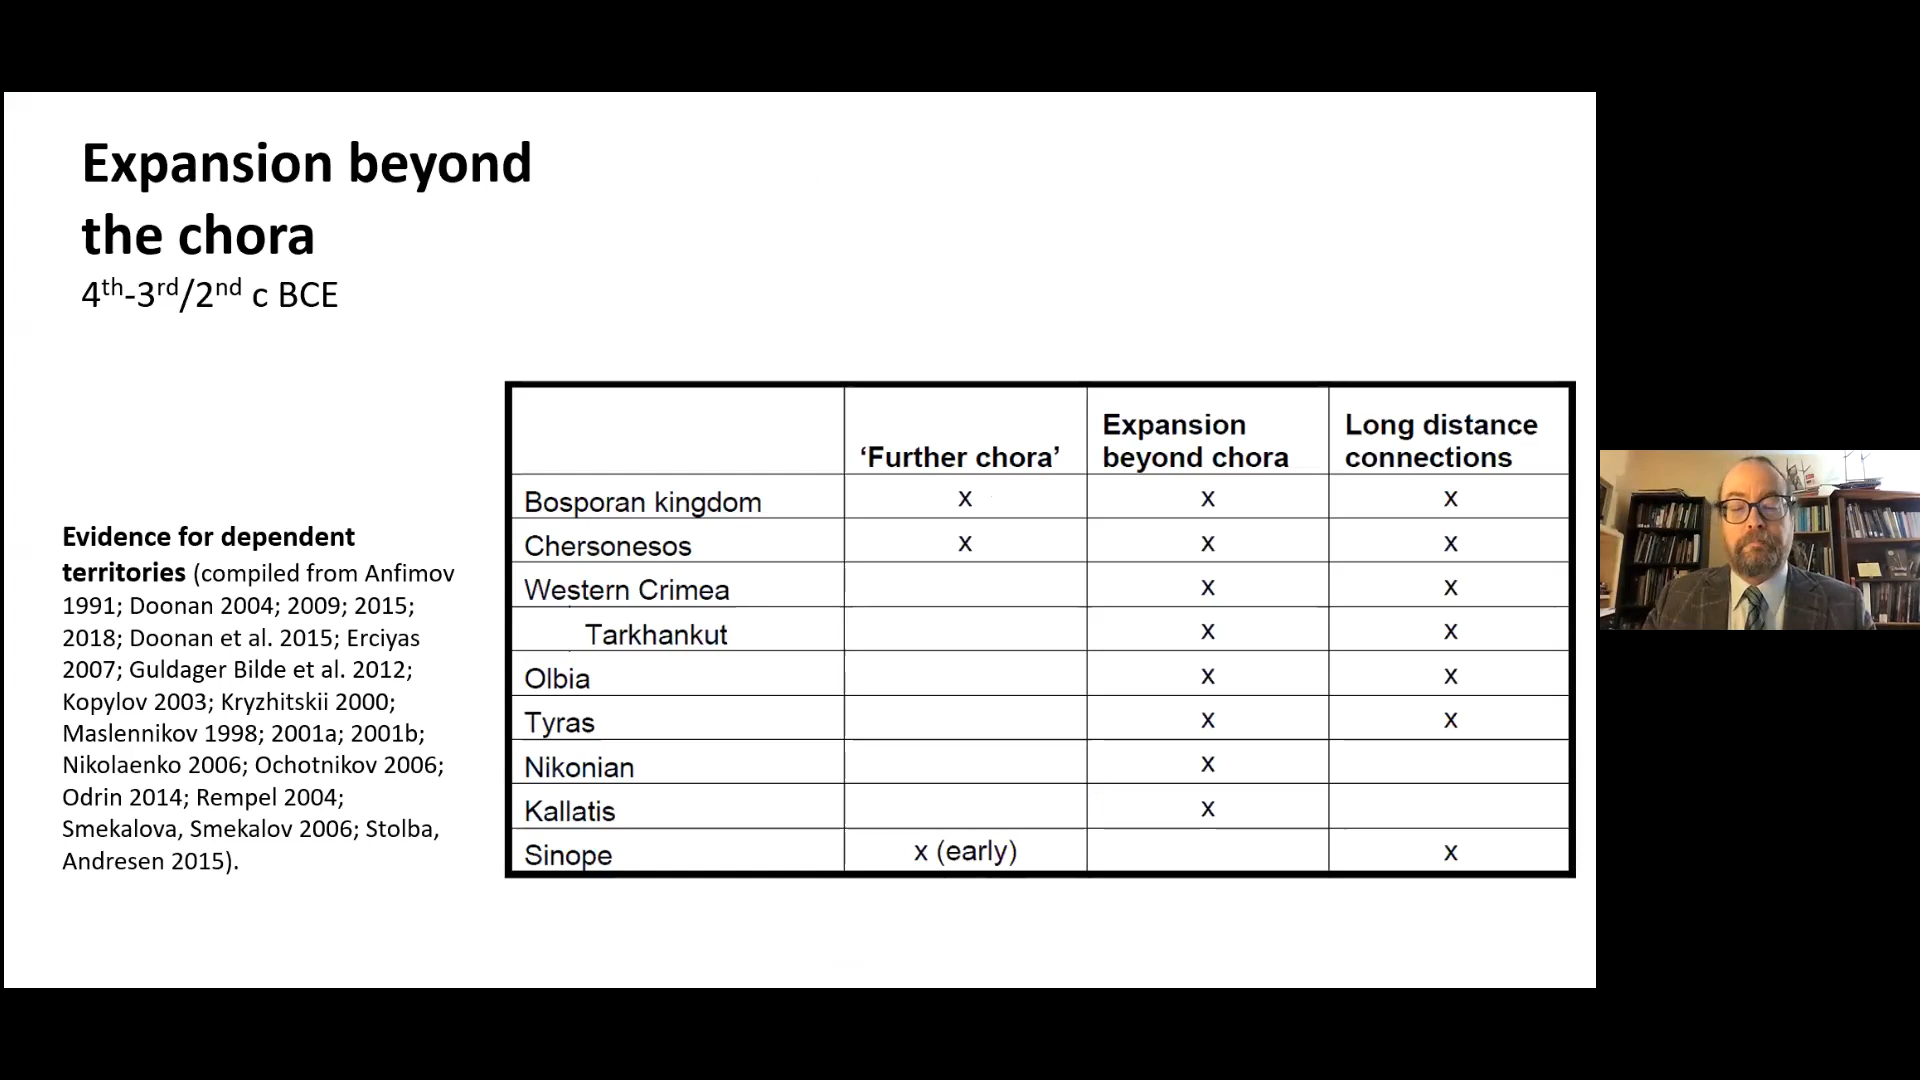 Expansion beyond
the chora
4th-3rd/2nd c BCE
Evidence for dependent
territories (compiled from Anfimov
1991; Doonan 2004; 2009; 2015;
2018; Doonan et al. 2015; Erciyas
2007; Guldager Bilde et al. 2012;
Kopylov 2003; Kryzhitskii 2000;
Maslennikov 1998; 2001a; 2001b;
Nikolaenko 2006; Ochotnikov 2006;
Odrin 2014; Rempel 2004;
Smekalova, Smekalov 2006; Stolba,
Andresen 2015).
‘Further chora’ Expansion beyond chora Long distance connections
Bosporan kingdom x x x
Chersonesos x x x
Western Crimea x x
Tarkhankut x x
Olbia x x
Tyras x x
Nikonian x
Kallatis x
Sinope x (early) x